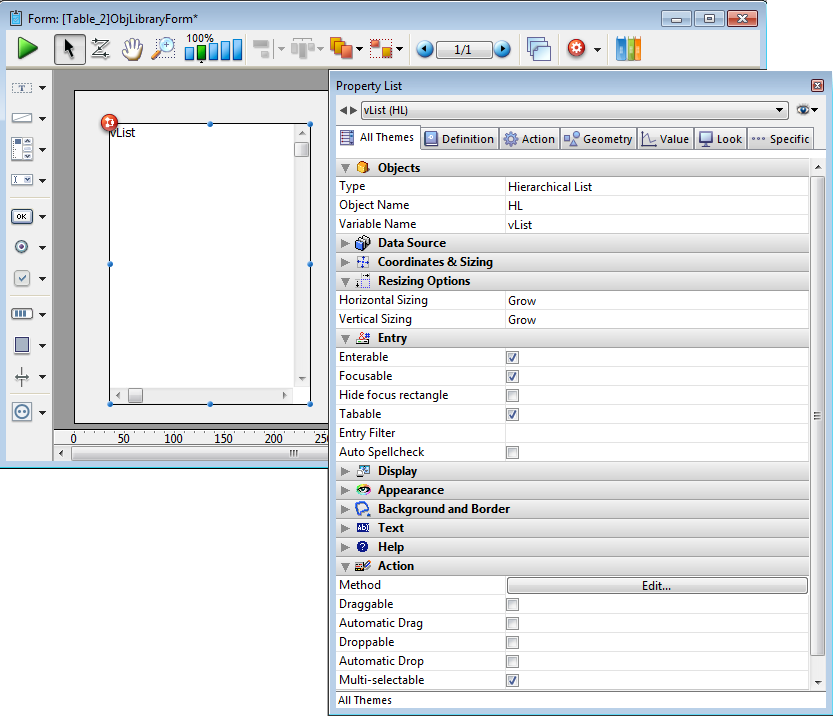 Form: [Table_2]ObjLibraryForm*
100%
1/1
T
OK
vList
0 50 100 150 200 25
Property List
vList (HL)
All Themes Definition Action Geometry Value Look Specific
Objects
Type Hierarchical List
Object Name HL
Variable Name vList
Data Source
Coordinates & Sizing
Resizing Options
Horizontal Sizing Grow
Vertical Sizing Grow
Entry
Enterable
Focusable
Hide focus rectangle
Tabable
Entry Filter
Auto Spellcheck
Display
Appearance
Background and Border
Text
Help
Action
Method Edit...
Draggable
Automatic Drag
Droppable
Automatic Drop
Multi-selectable
All Themes